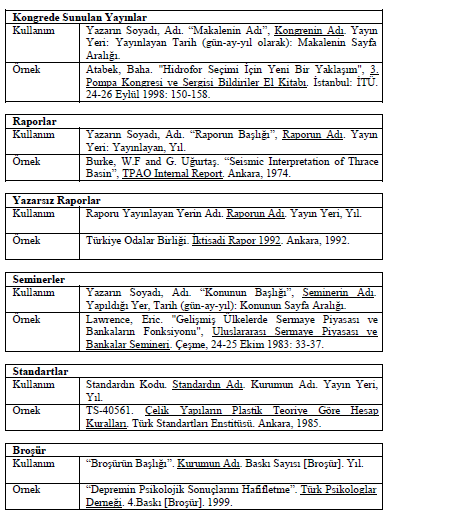 Kongrede Sunulan Yayınlar
Kullanım
Yazarın Soyadı, Adı. “Makalenin Adı”, Kongrenin Adı. Yayın
Yeri: Yayınlayan Tarih (gün-ay-yıl olarak): Makalenin Sayfa
Aralığı.
Örnek
Atabek, Baha. "Hidrofor Seçimi İçin Yeni Bir Yaklaşım", 3.
Pompa Kongresi ve Sergisi Bildiriler El Kitabı. İstanbul: İTÜ.
24-26 Eylül 1998: 150-158.
Raporlar
Kullanım
Yazarın Soyadı, Adı. “Raporun Başlığı”, Raporun Adı. Yayın
Yeri: Yayınlayan, Yıl.
Örnek
Burke, W.F and G. Uğurtaş. “Seismic Interpretation of Thrace
Basin”, TPAO Internal Report. Ankara, 1974.
Yazarsız Raporlar
Kullanım
Raporu Yayınlayan Yerin Adı. Raporun Adı. Yayın Yeri, Yıl.
Örnek
Türkiye Odalar Birliği. İktisadi Rapor 1992. Ankara, 1992.
Seminerler
Kullanım
Yazarın Soyadı, Adı. “Konunun Başlığı”, Seminerin Adı.
Yapıldığı Yer, Tarih (gün-ay-yıl): Konunun Sayfa Aralığı.
Örnek
Lawrence, Eric. "Gelişmiş Ülkelerde Sermaye Piyasası ve
Bankaların Fonksiyonu", Uluslararası Sermaye Piyasası ve
Bankalar Semineri. Çeşme, 24-25 Ekim 1983: 33-37.
Standartlar
Kullanım
Standardın Kodu. Standardın Adı. Kurumun Adı. Yayın Yeri,
Yıl.
Örnek
TS-40561. Çelik Yapıların Plastik Teoriye Göre Hesap
Kuralları. Türk Standartları Enstitüsü. Ankara, 1985.
Broşür
Kullanım
“Broşürün Başlığı”. Kurumun Adı. Baskı Sayısı [Broşür]. Yıl.
Örnek
“Depremin Psikolojik Sonuçlarını Hafifletme”. Türk Psikologlar
Derneği. 4.Baskı [Broşür]. 1999.